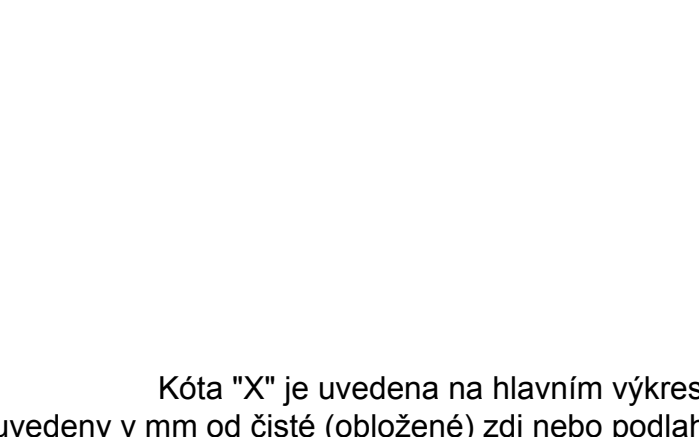 Kóta "X" je uvedena na hlavním výkres
uvedeny v mm od čisté (obložené) zdi nebo podlah